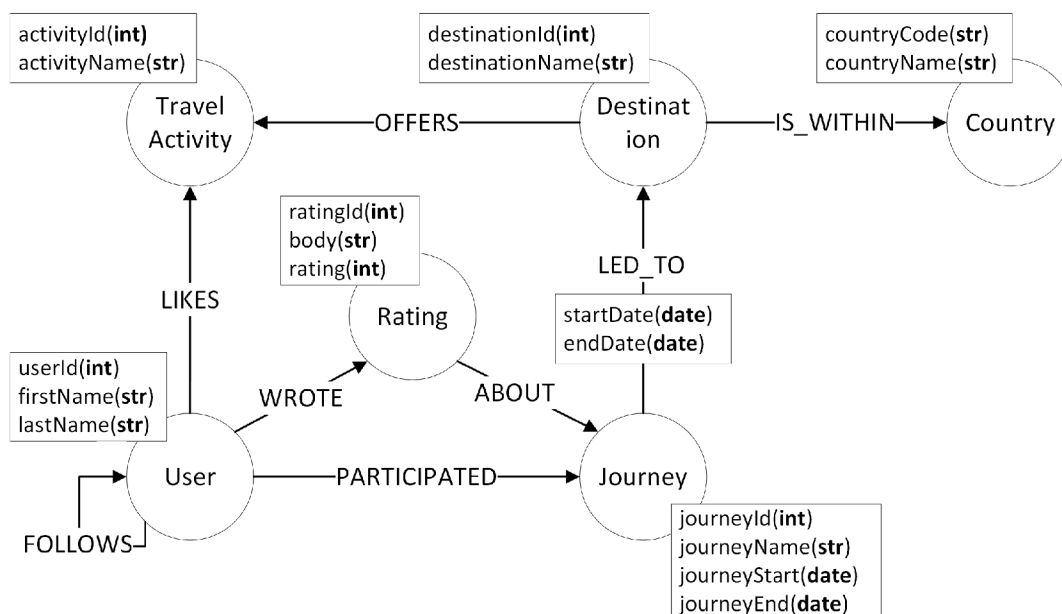 activityId(int)
activityName(str)
Travel
Activity
OFFERS
destinationId(int)
destinationName(str)
Destinat
ion
IS_WITHIN
countryCode(str)
countryName(str)
Country
LIKES
ratingId(int)
body(str)
rating(int)
Rating
LED_TO
startDate(date)
endDate(date)
userId(int)
firstName(str)
lastName(str)
User
WROTE
ABOUT
PARTICIPATED
Journey
FOLLOWS
journeyId(int)
journeyName(str)
journeyStart(date)
journeyEnd(date)